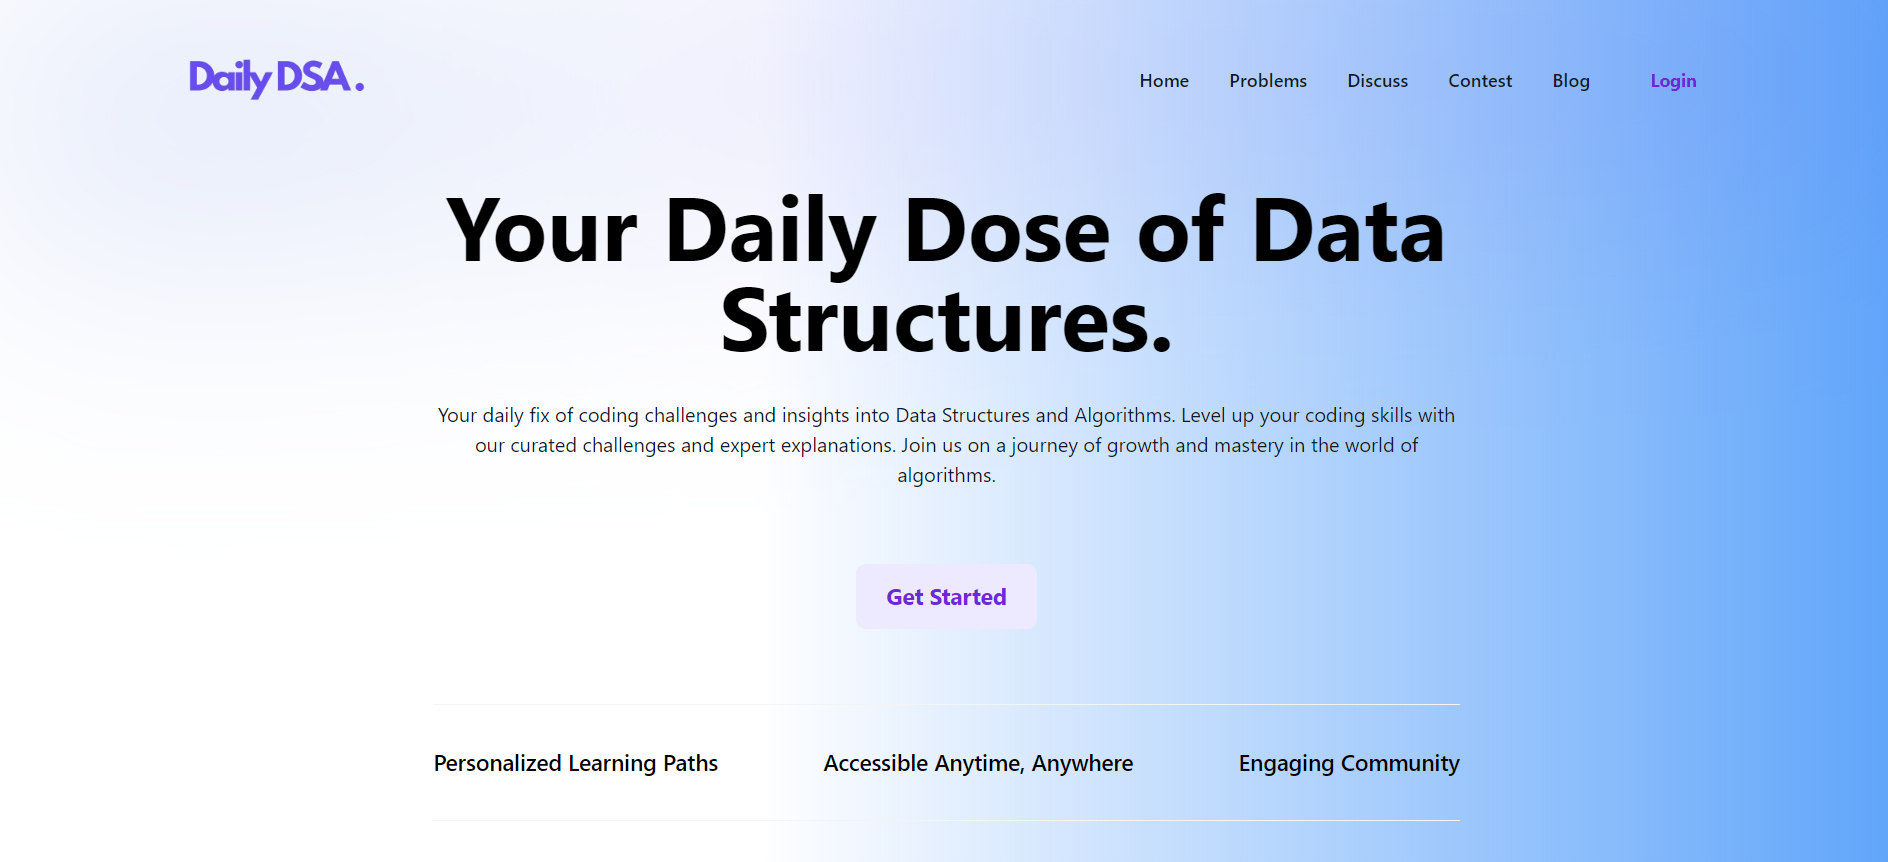 Daily DSA.
Home Problems Discuss Contest Blog Login
Your Daily Dose of Data
Structures.
Your daily fix of coding challenges and insights into Data Structures and Algorithms. Level up your coding skills with
our curated challenges and expert explanations. Join us on a journey of growth and mastery in the world of
algorithms.
Get Started
Personalized Learning Paths Accessible Anytime, Anywhere Engaging Community